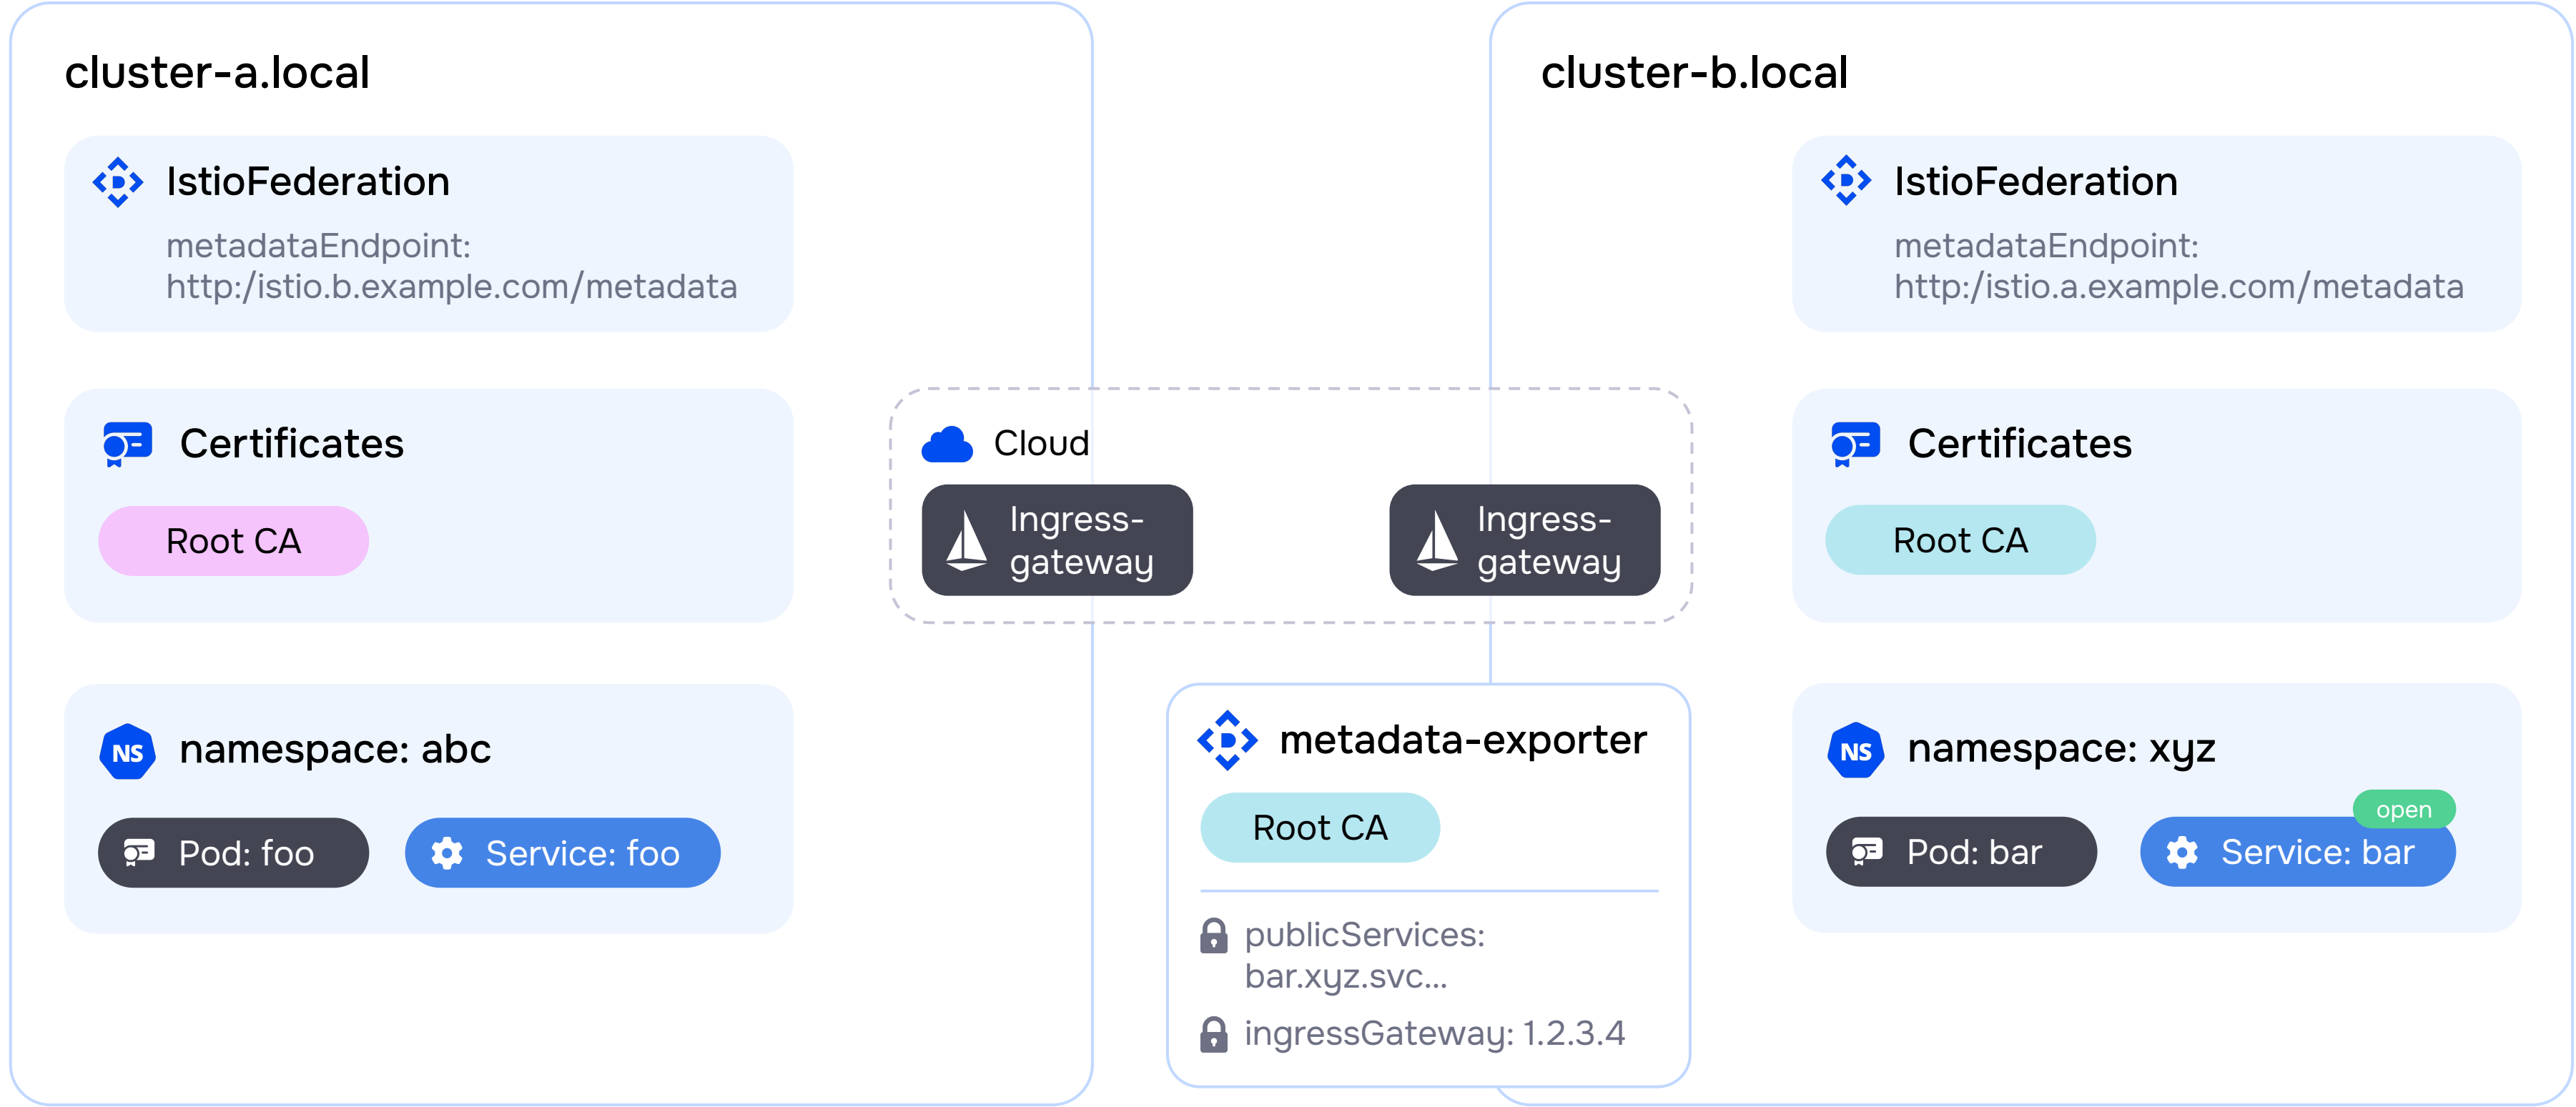 cluster-a.local
IstioFederation
metadataEndpoint:
http:/istio.b.example.com/metadata
Certificates
Root CA
NS
namespace: abc
Pod: foo
Service: foo
Cloud
Ingress-
gateway
Ingress-
gateway
metadata-exporter
Root CA
publicServices:
bar.xyz.svc...
ingressGateway: 1.2.3.4
cluster-b.local
IstioFederation
metadataEndpoint:
http:/istio.a.example.com/metadata
Certificates
Root CA
NS
namespace: xyz
Pod: bar
open
Service: bar